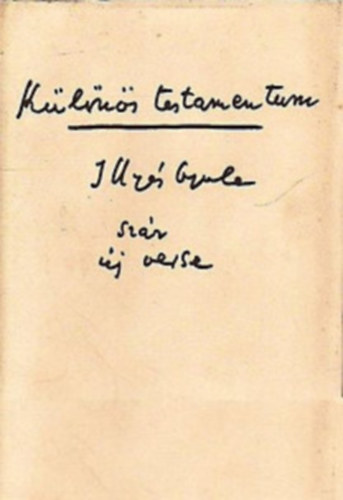 Különös testamentum
Illyés Gyula
száz
új verse